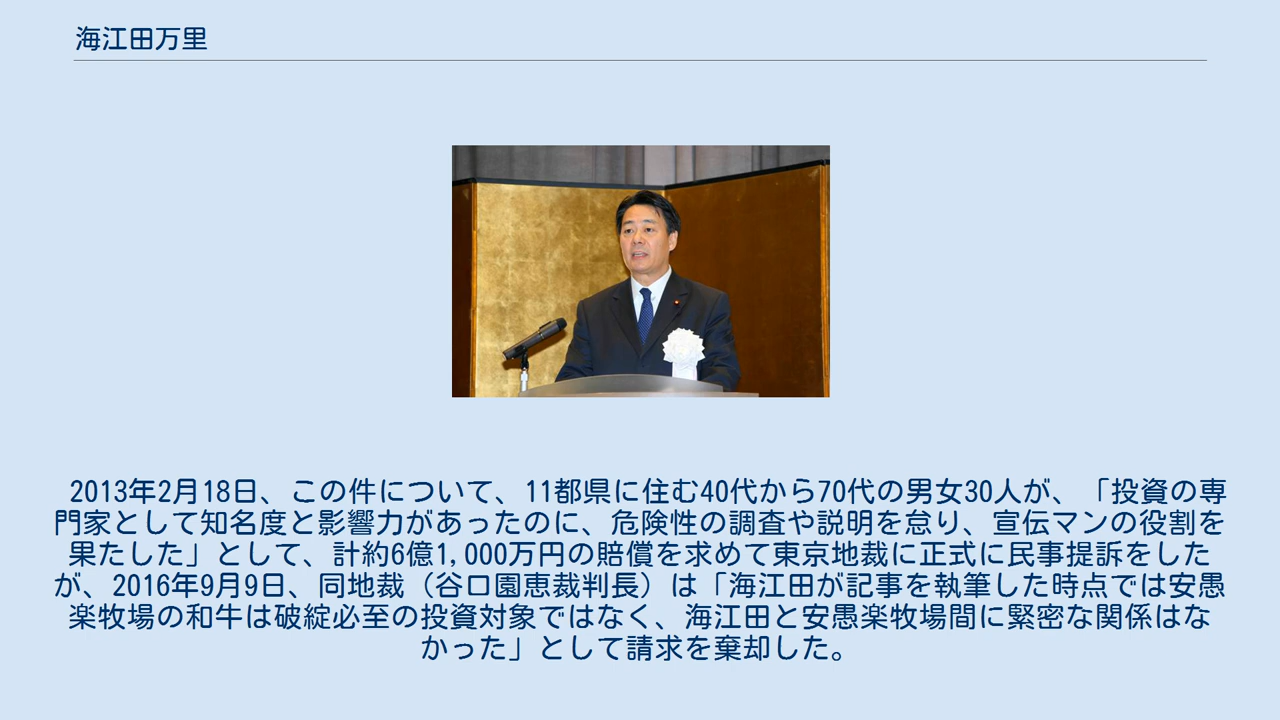 海江田万里
2013年2月18日、この件について、11都県に住む40代から70代の男女30人が、「投資の専
門家として知名度と影響力があったのに、危険性の調査や説明を怠り、宣伝マンの役割を
果たした」として、計約6億1,000万円の賠償を求めて東京地裁に正式に民事提訴をした
が、2016年9月9日、同地裁（谷口園恵裁判長）は「海江田が記事を執筆した時点では安愚
楽牧場の和牛は破綻必至の投資対象ではなく、海江田と安愚楽牧場間に緊密な関係はな
かった」として請求を棄却した。